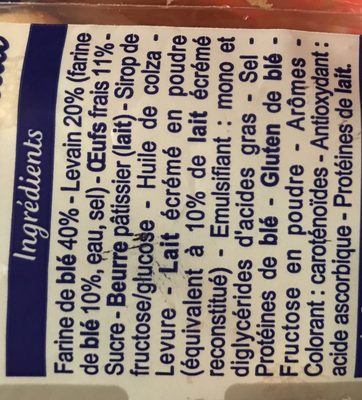 Ingrédients
Farine de blé 40% - Levain 20% (farine
de blé 10%, eau, sel) - Œufs frais 11% -
Sucre - Beurre pâtissier (lait) - Sirop de
fructose/glucose - Huile de colza -
Levure - Lait écrémé en poudre
(équivalent à 10% de lait écrémé
reconstitué) - Emulsifiant : mono et
diglycérides d'acides gras - Sel -
Protéines de blé - Gluten de blé -
Fructose en poudre - Arômes -
Colorant : caroténoïdes - Antioxydant :
acide ascorbique - Protéines de lait.